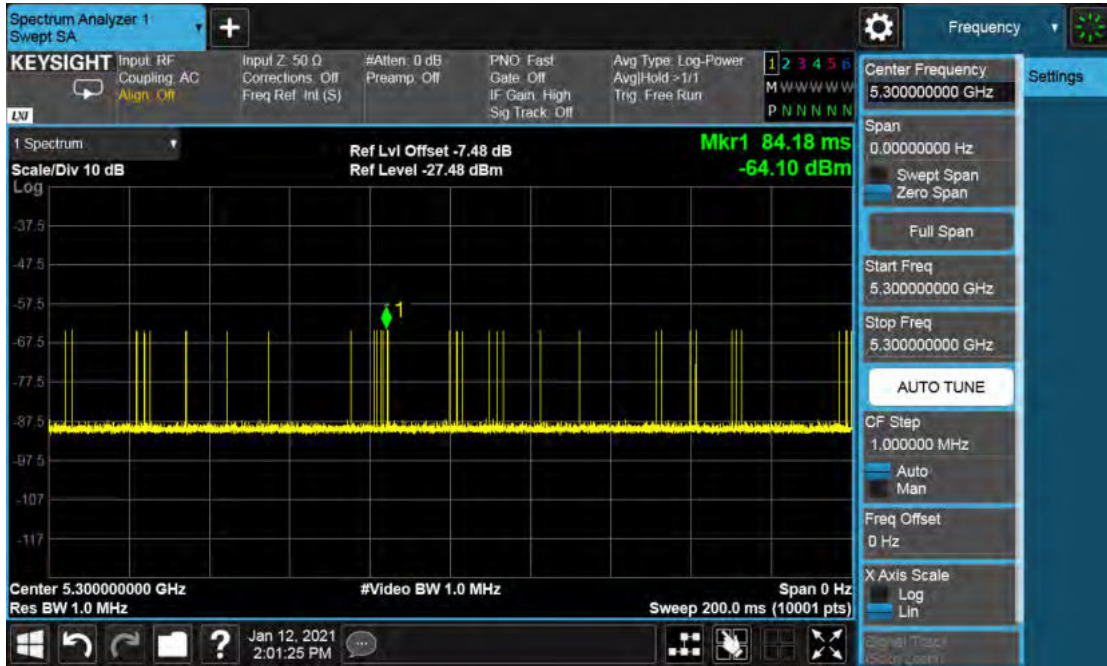 Spectrum Analyzer 1
Swept SA
+
Frequency
KEYSIGHT
Input: RF
Coupling: AC
Align: Off
Input Z: 50 Ω
Corrections: Off
Freq Ref: Int (S)
#Atten: 0 dB
Preamp: Off
PNO: Fast
Gate: Off
IF Gain: High
Sig Track: Off
Avg Type: Log-Power
Avg|Hold >1/1
Trig: Free Run
1 2 3 4 5 6
M W W W W W
P N N N N N
LXI
Center Frequency
5.300000000 GHz
Settings
1 Spectrum
Scale/Div 10 dB
Log
Ref Lvl Offset -7.48 dB
Ref Level -27.48 dBm
Mkr1 84.18 ms
-64.10 dBm
Span
0.00000000 Hz
Swept Span
Zero Span
Full Span
Start Freq
5.300000000 GHz
Stop Freq
5.300000000 GHz
AUTO TUNE
CF Step
1.000000 MHz
Auto
Man
Freq Offset
0 Hz
X Axis Scale
Log
Lin
Signal Track
(Span Zoom)
-37.5
-47.5
-57.5
1
-67.5
-77.5
-87.5
-97.5
-107
-117
Center 5.300000000 GHz
Res BW 1.0 MHz
#Video BW 1.0 MHz
Span 0 Hz
Sweep 200.0 ms (10001 pts)
?
Jan 12, 2021
2:01:25 PM